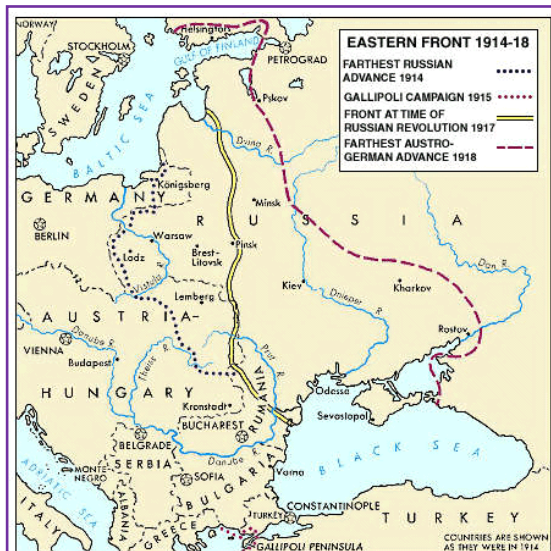 NORWAY
STOCKHOLM
SWEDEN
BALTIC SEA
Helsingfors
GULF OF FINLAND
PETROGRAD
Pskov
EASTERN FRONT 1914-18
FARTHEST RUSSIAN
ADVANCE 1914
GALLIPOLI CAMPAIGN 1915
FRONT AT TIME OF
RUSSIAN REVOLUTION 1917
FARTHEST AUSTRO-
GERMAN ADVANCE 1918
Dvina R.
Königsberg
GERMANY
Minsk
RUSSIA
BERLIN
Warsaw
Lodz
Brest-
Litovsk
Pinsk
Vistula R.
Lemberg
Kiev
Dnieper R.
Kharkov
Don R.
Rostov
AUSTRIA-
VIENNA
Danube R.
Budapest
Theiss R.
Prut R.
HUNGARY
Kronstadt
RUMANIA
BUCHAREST
Odessa
Sevastopol
BELGRADE
SERBIA
Danube R.
BLACK SEA
ADRIATIC SEA
MONTE-
NEGRO
SOFIA
BULGARIA
Varna
ITALY
ALBANIA
GREECE
TURKEY
CONSTANTINOPLE
TURKEY
GALLIPOLI PENINSULA
COUNTRIES ARE SHOWN
AS THEY WERE IN 1914